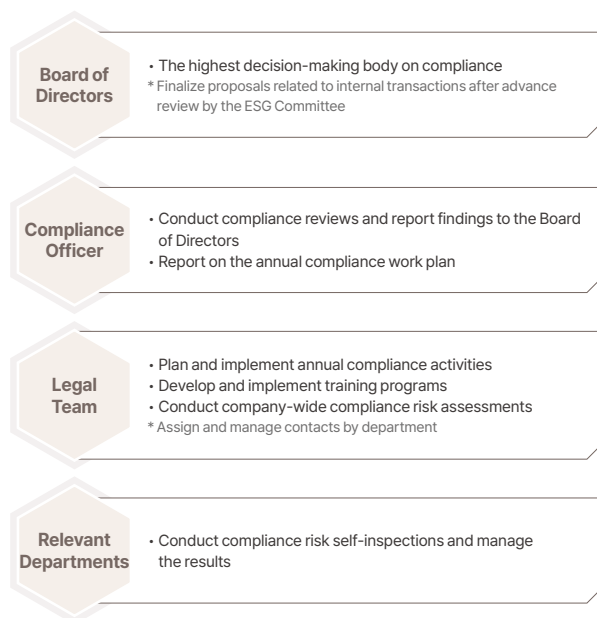 Board of
Directors
• The highest decision-making body on compliance
* Finalize proposals related to internal transactions after advance
review by the ESG Committee
Compliance
Officer
• Conduct compliance reviews and report findings to the Board
of Directors
• Report on the annual compliance work plan
Legal
Team
• Plan and implement annual compliance activities
• Develop and implement training programs
• Conduct company-wide compliance risk assessments
* Assign and manage contacts by department
Relevant
Departments
• Conduct compliance risk self-inspections and manage
the results